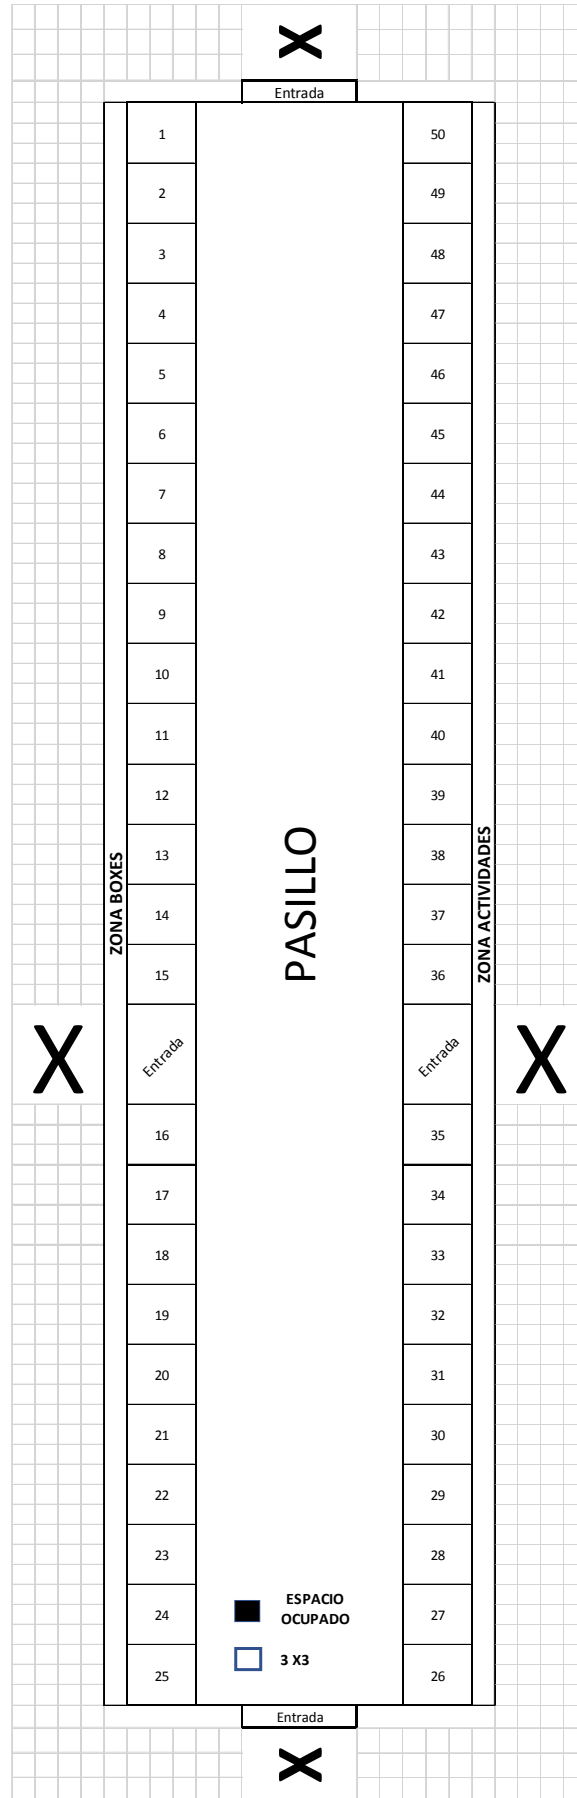 X
Entrada
1 50
2 49
3 48
4 47
5 46
6 45
7 44
8 43
9 42
10 41
11 40
12 39
13 38
14 37
15 36
ZONA BOXES
PASILLO
ZONA ACTIVIDADES
X Entrada Entrada X
16 35
17 34
18 33
19 32
20 31
21 30
22 29
23 28
24 27
25 26
ESPACIO
OCUPADO
3 X3
Entrada
X